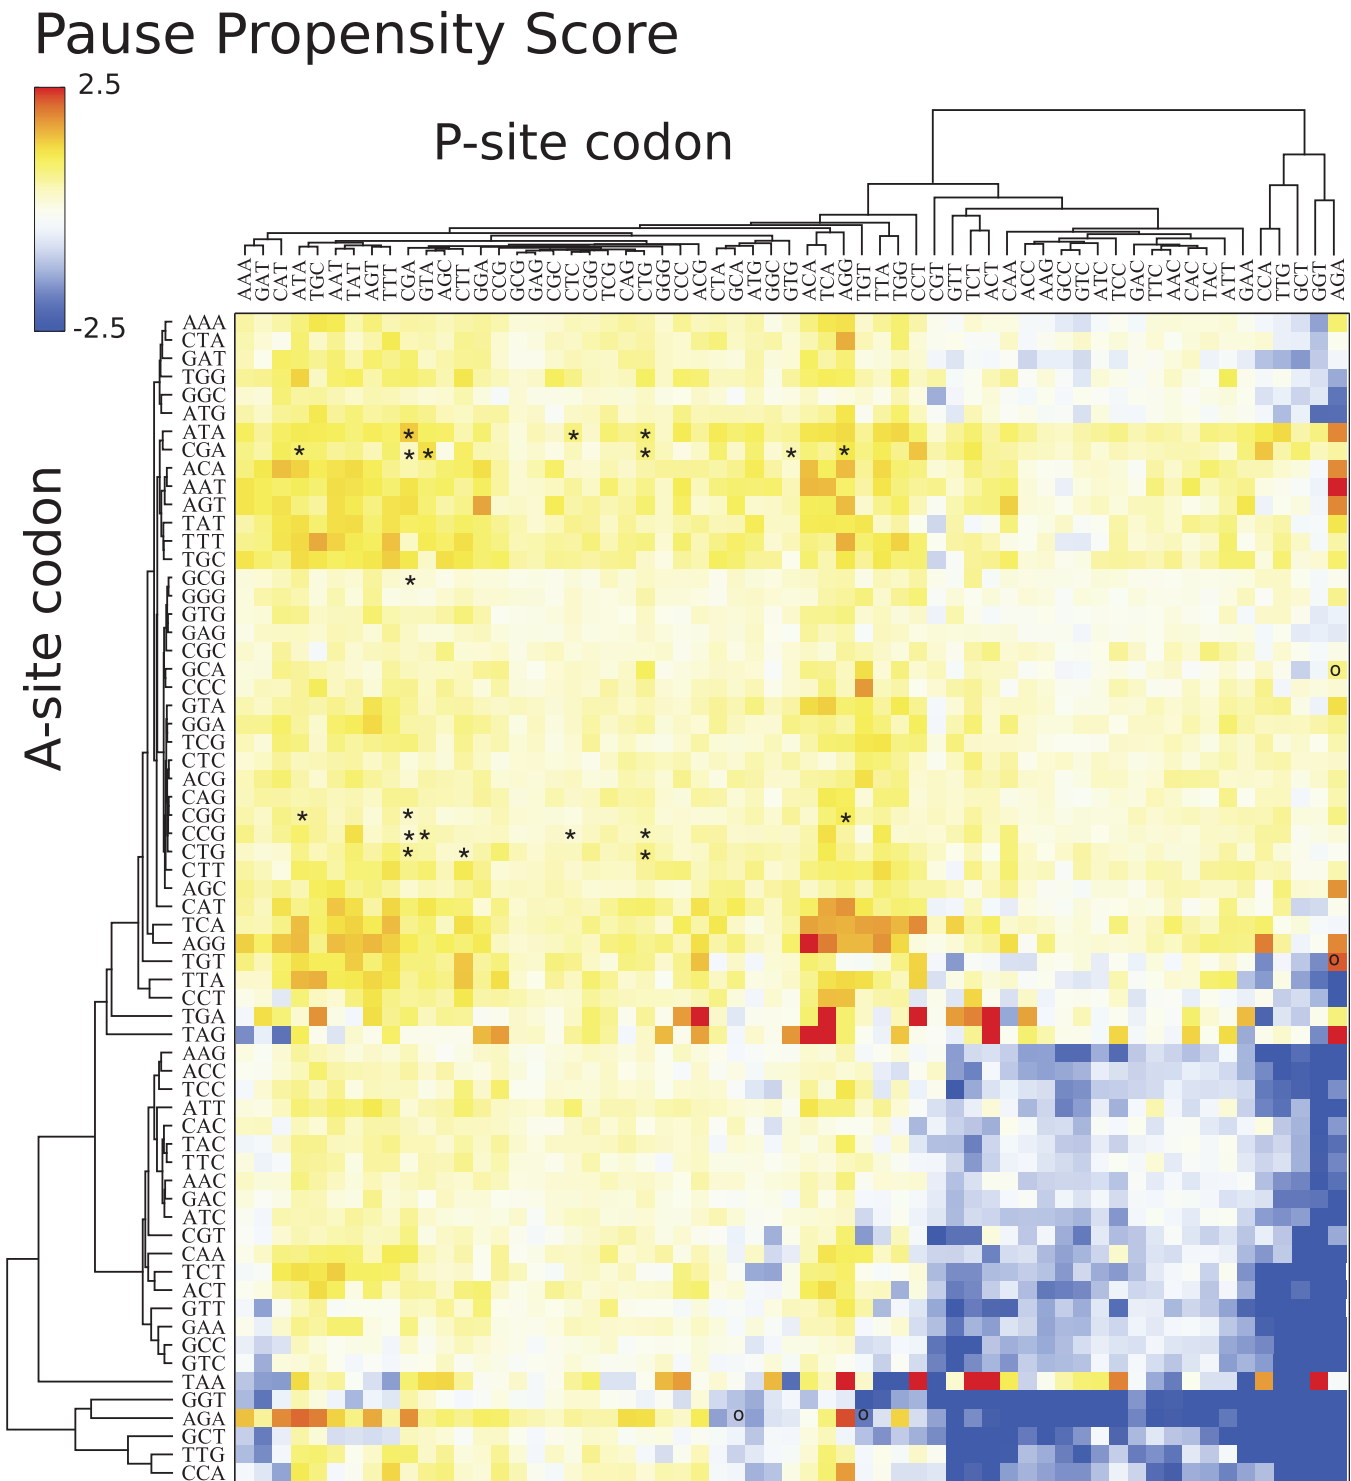 Pause Propensity Score
2.5
-2.5
P-site codon
AAA GAT CAT ATA TGC AAT TAT AGT TTT CGA GTA AGC CTT GGA CCG GCG GAG CGC CTC CGG TCG CAG CTG GGG CCC ACG CTA GCA ATG GGC GTG ACA TCA AGG TGT TTA TGG CCT CGT GTT TCT ACT CAA ACC AAG GCC GTC ATC TCC GAC TTC AAC CAC TAC ATT GAA CCA TTG GCT GGT AGA
A-site codon
AAA
CTA
GAT
TGG
GGC
ATG
ATA * * *
CGA * * * * * *
ACA
AAT
AGT
TAT
TTT
TGC
GCG *
GGG
GTG
GAG
CGC
GCA o
CCC
GTA
GGA
TCG
CTC
ACG
CAG
CGG * * *
CCG * * * *
CTG * * *
CTT
AGC
CAT
TCA
AGG
TGT o
TTA
CCT
TGA
TAG
AAG
ACC
TCC
ATT
CAC
TAC
TTC
AAC
GAC
ATC
CGT
CAA
TCT
ACT
GTT
GAA
GCC
GTC
TAA
GGT
AGA o o
GCT
TTG
CCA